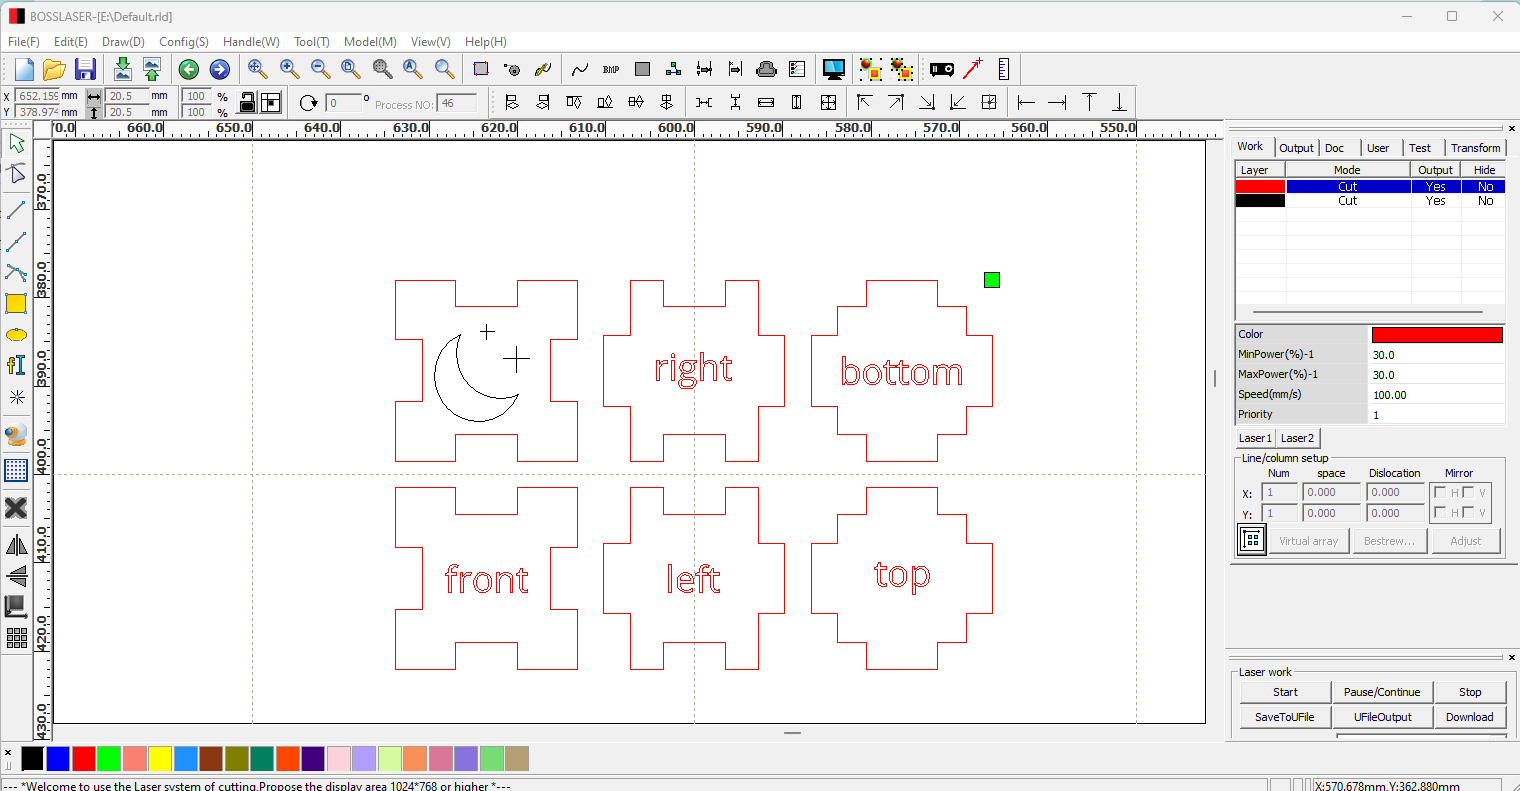 BOSSLASER-[E:\Default.rld]
File(F) Edit(E) Draw(D) Config(S) Handle(W) Tool(T) Model(M) View(V) Help(H)
BMP
X 652.159 mm 20.5 mm 100 % 0 ° Process NO: 46
Y 378.974 mm 20.5 mm 100 %
70.0 660.0 650.0 640.0 630.0 620.0 610.0 600.0 590.0 580.0 570.0 560.0 550.0
370.0
380.0
390.0
400.0
410.0
420.0
430.0
right
bottom
front
left
top
Work Output Doc User Test Transform
Layer Mode Output Hide
Cut Yes No
Cut Yes No
Color
MinPower(%)-1 30.0
MaxPower(%)-1 30.0
Speed(mm/s) 100.00
Priority 1
Layer1 Layer2
Line/column setup
Num space Dislocation Mirror
X: 1 0.000 0.000 H V
Y: 1 0.000 0.000 H V
Virtual array Bestrew... Adjust
Laser work
Start Pause/Continue Stop
SaveToUFile UFileOutput Download
--- *Welcome to use the Laser system of cutting,Propose the display area 1024*768 or higher *---
X:570.678mm,Y:362.880mm